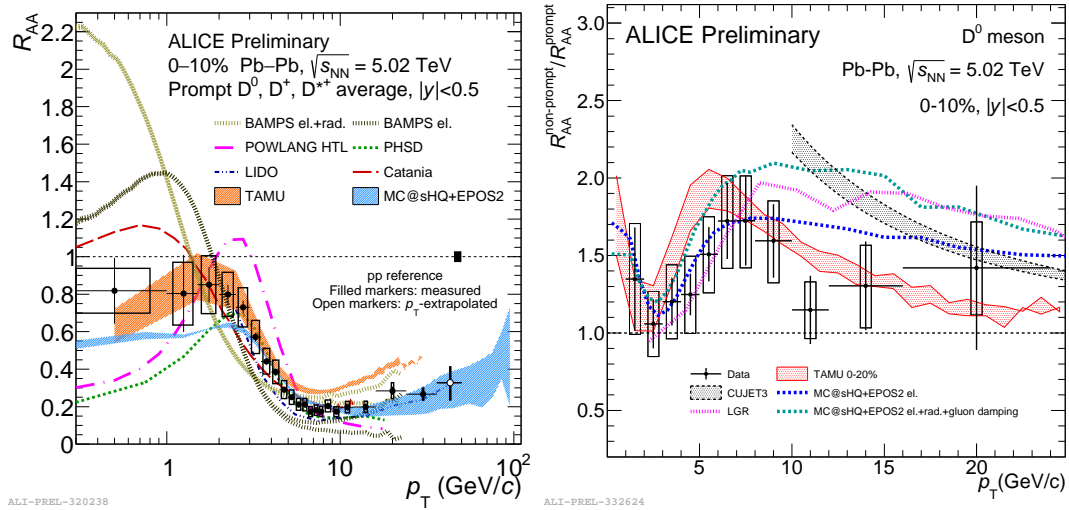 R_AA
2.2
2
1.8
1.6
1.4
1.2
1
0.8
0.6
0.4
0.2
0
ALICE Preliminary
0–10% Pb–Pb, √s_NN = 5.02 TeV
Prompt D⁰, D⁺, D*⁺ average, |y|<0.5
BAMPS el.+rad. BAMPS el.
POWLANG HTL PHSD
LIDO Catania
TAMU MC@sHQ+EPOS2
pp reference
Filled markers: measured
Open markers: p_T-extrapolated
1 10 10²
p_T (GeV/c)
ALI-PREL-320238
R_AA^non-prompt/R_AA^prompt
3.0
2.5
2.0
1.5
1.0
0.5
ALICE Preliminary
D⁰ meson
Pb-Pb, √s_NN = 5.02 TeV
0-10%, |y|<0.5
Data TAMU 0-20%
CUJET3 MC@sHQ+EPOS2 el.
LGR MC@sHQ+EPOS2 el.+rad.+gluon damping
5 10 15 20
p_T (GeV/c)
ALI-PREL-332624